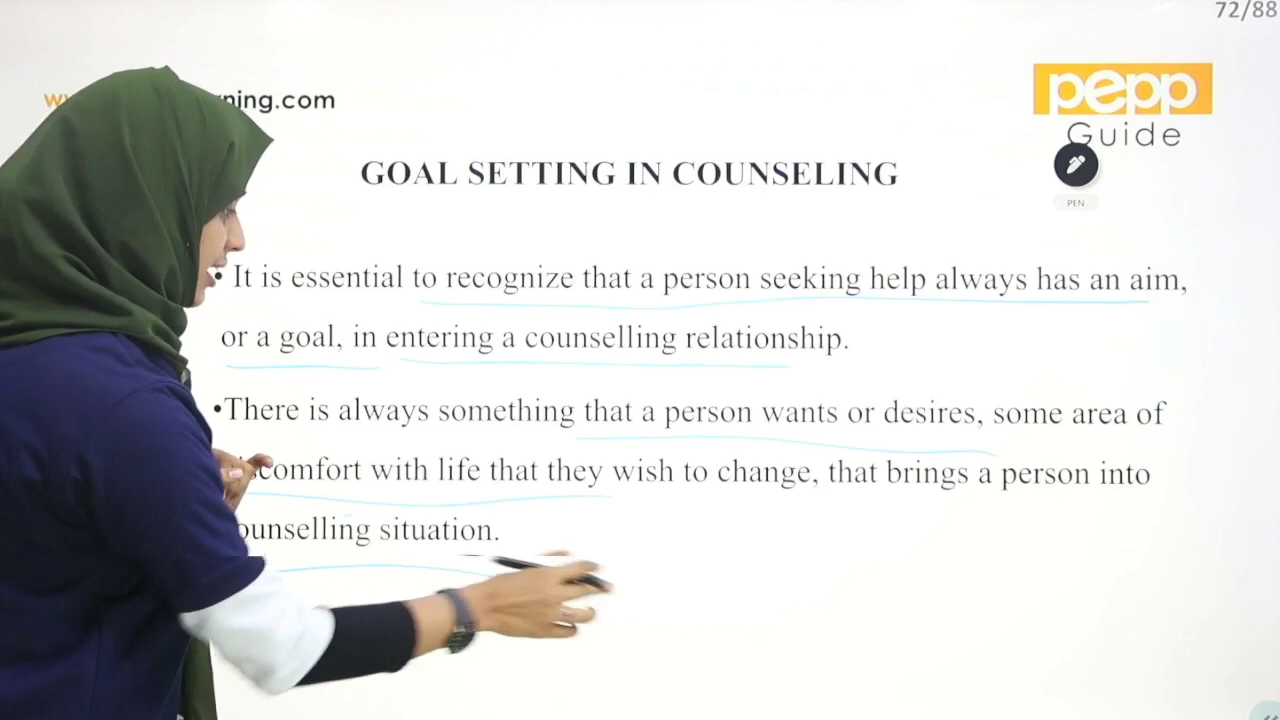 72/88
ning.com
pepp
Guide
PEN
GOAL SETTING IN COUNSELING
• It is essential to recognize that a person seeking help always has an aim,
or a goal, in entering a counselling relationship.
•There is always something that a person wants or desires, some area of
scomfort with life that they wish to change, that brings a person into
ounselling situation.